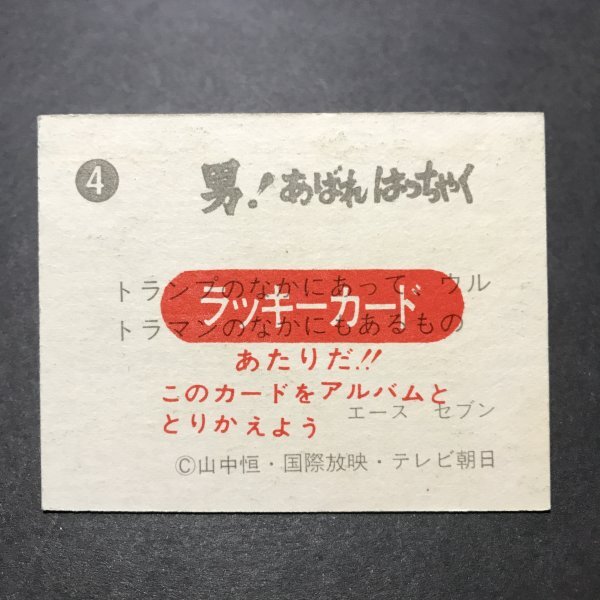 4
男!あばれはっちゃく
トランプのなかにあって、ウル
ラッキーカード
トラマンのなかにもあるもの
あたりだ!!
このカードをアルバムと
エース セブン
とりかえよう
©山中恒・国際放映・テレビ朝日